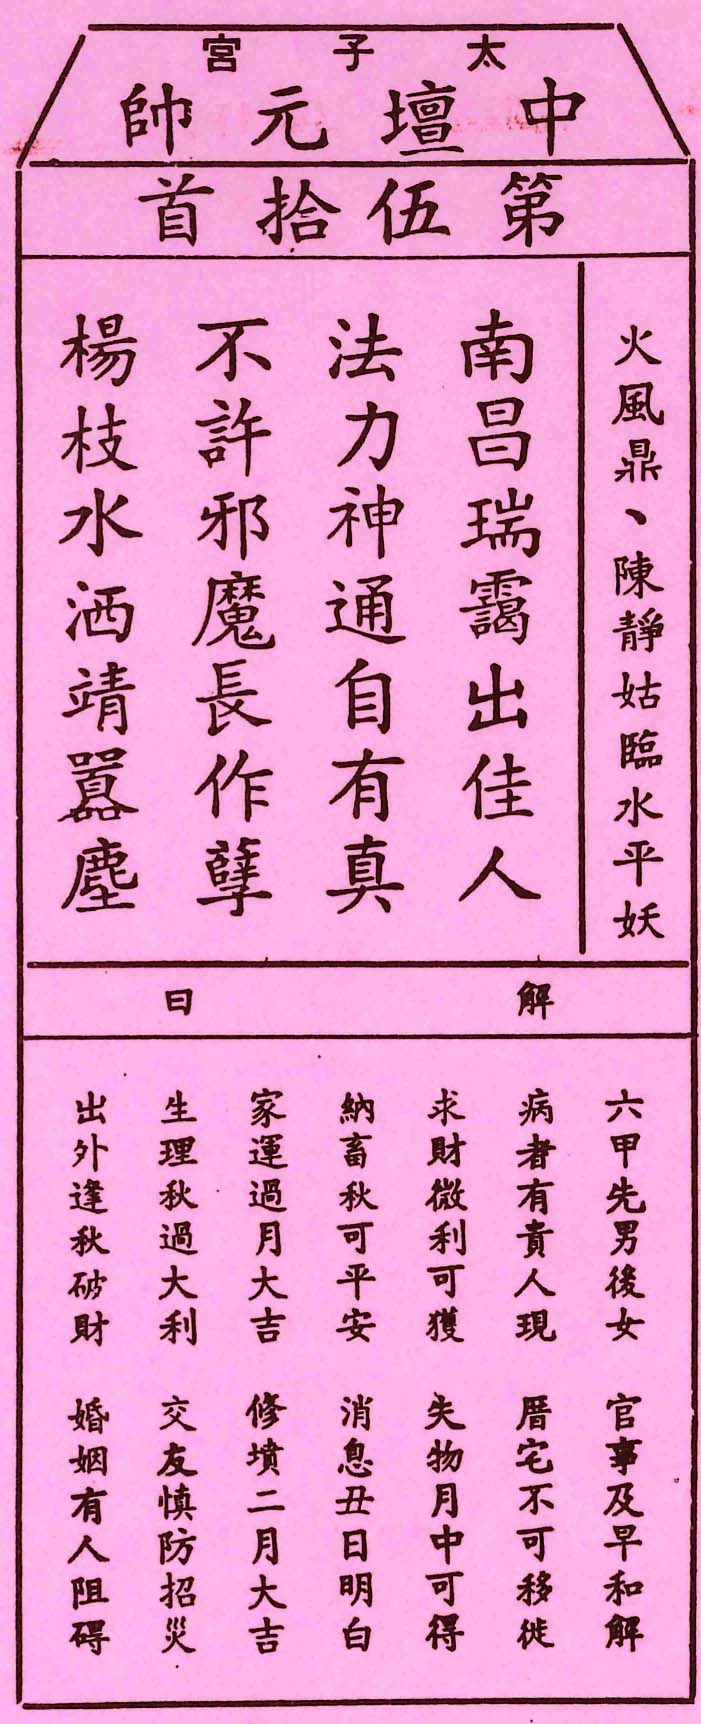 太子宮
中壇元帥
第伍拾首
火風鼎、陳靜姑臨水平妖
南昌瑞靄出佳人
法力神通自有真
不許邪魔長作孽
楊枝水洒靖囂塵
解曰
六甲先男後女
病者有貴人現
求財微利可獲
納畜秋可平安
家運過月大吉
生理秋過大利
出外逢秋破財
官事及早和解
厝宅不可移徙
失物月中可得
消息丑日明白
修墳二月大吉
交友慎防招災
婚姻有人阻碍